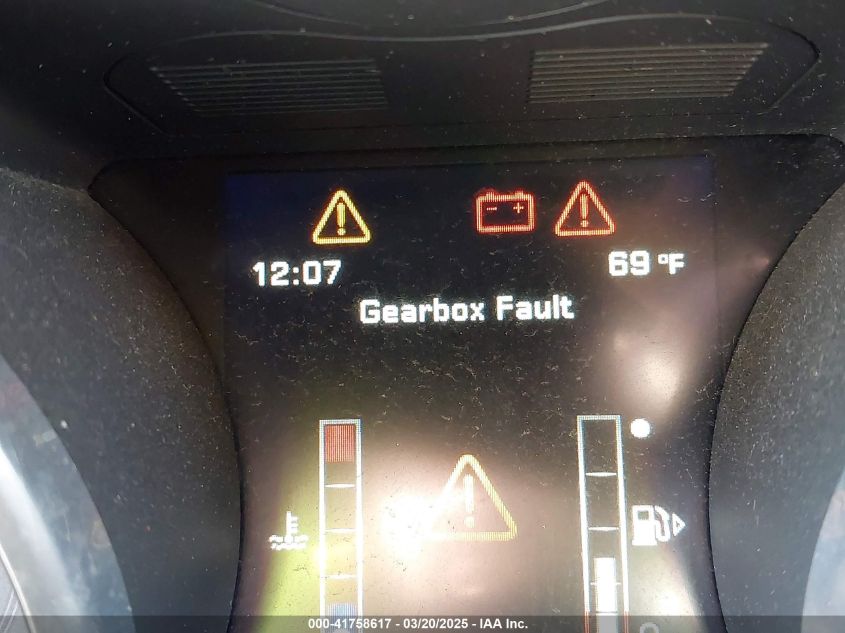 12:07
69 °F
Gearbox Fault
000-41758617 - 03/20/2025 - IAA Inc.